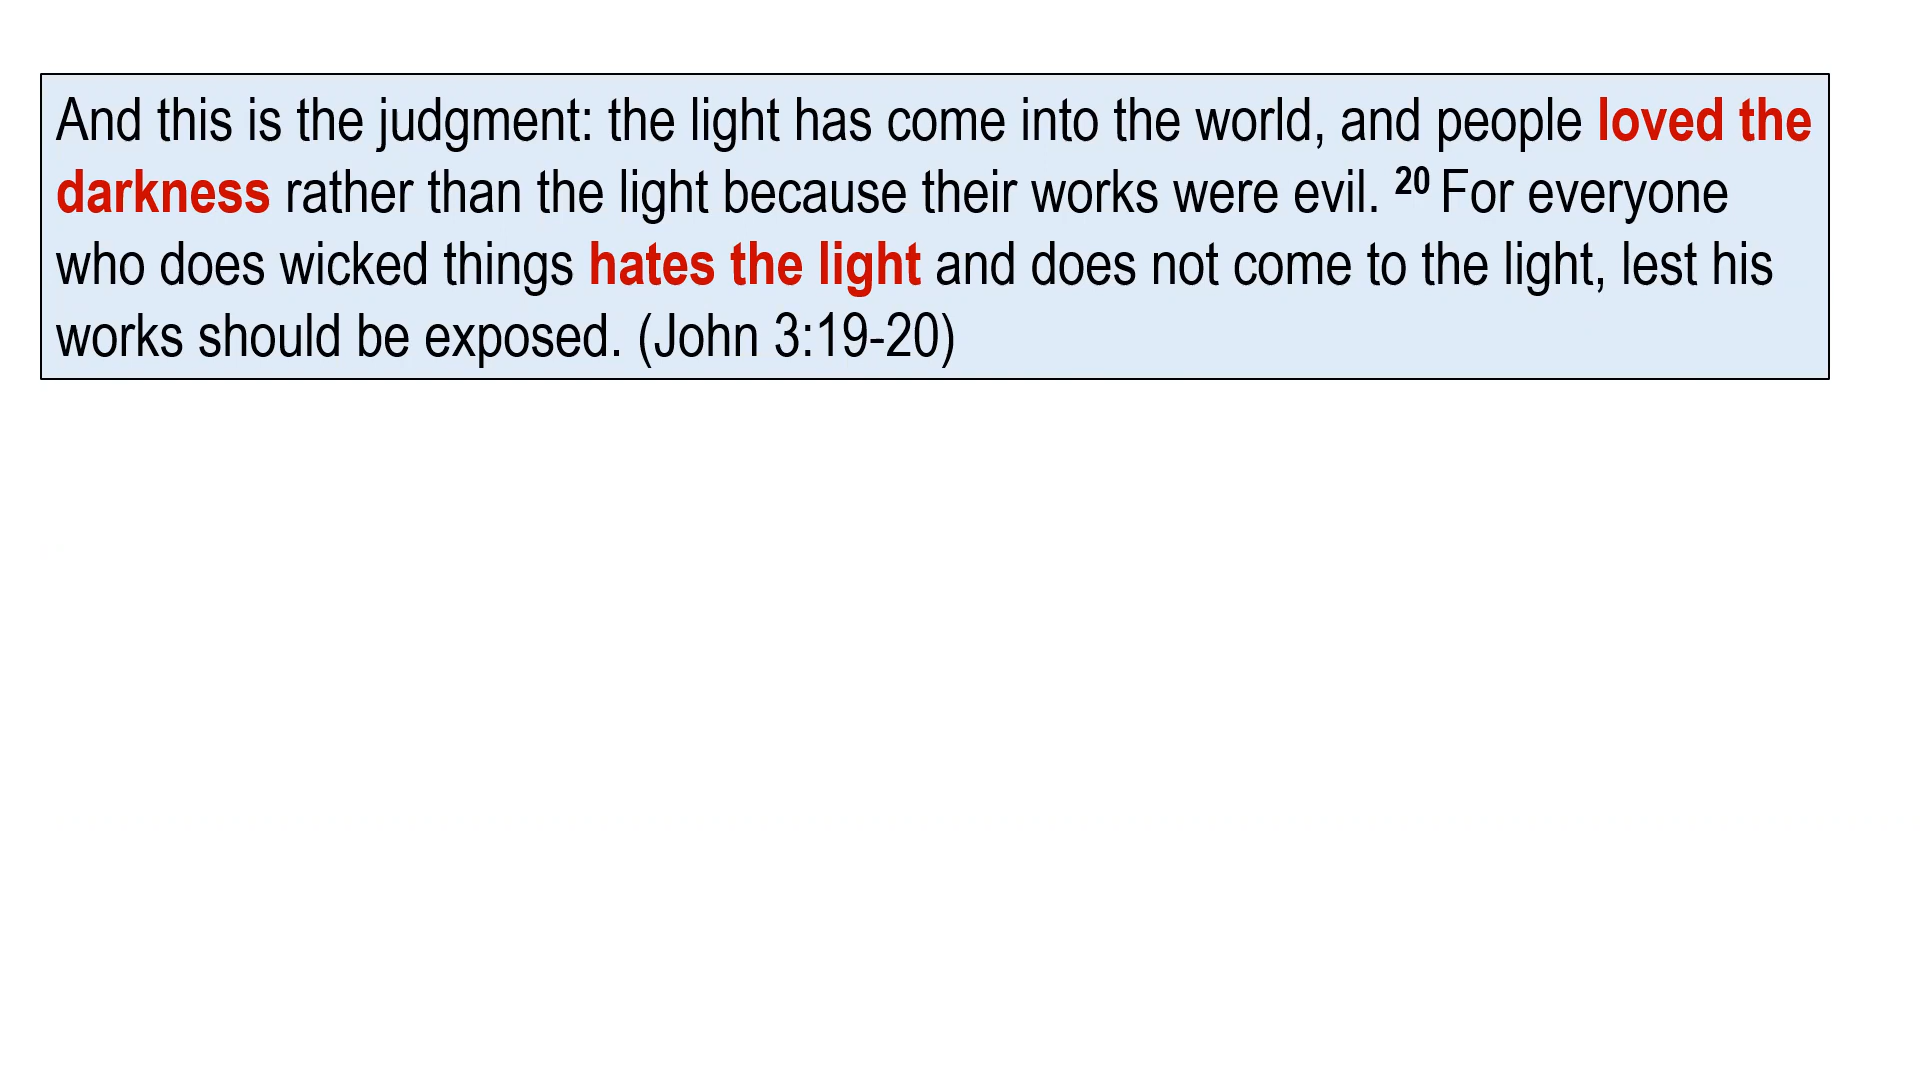 And this is the judgment: the light has come into the world, and people loved the
darkness rather than the light because their works were evil. 20 For everyone
who does wicked things hates the light and does not come to the light, lest his
works should be exposed. (John 3:19-20)